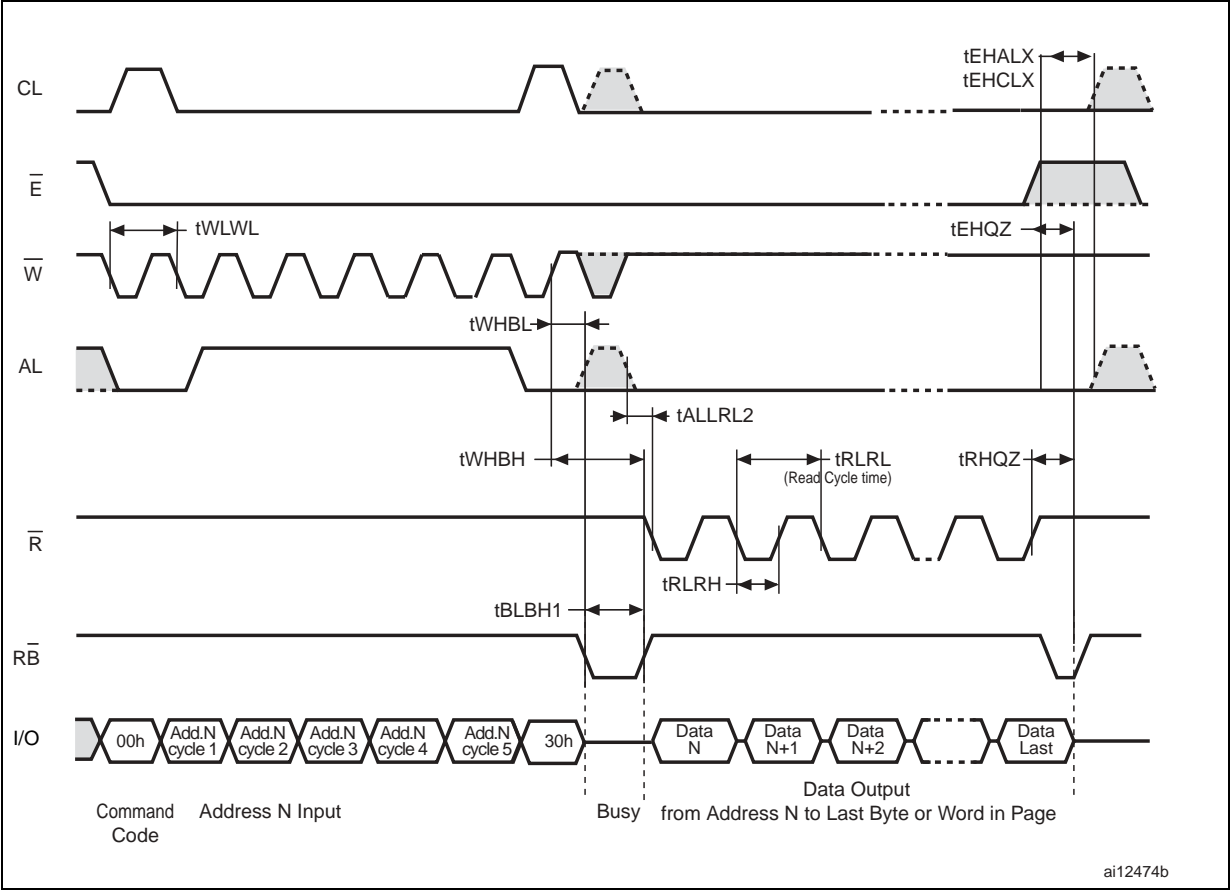 tEHALX
tEHCLX
CL
E
tWLWL
tEHQZ
W
tWHBL
AL
tALLRL2
tWHBH
tRLRL
(Read Cycle time)
tRHQZ
R
tRLRH
tBLBH1
RB
I/O
00h
Add.N
cycle 1
Add.N
cycle 2
Add.N
cycle 3
Add.N
cycle 4
Add.N
cycle 5
30h
Data
N
Data
N+1
Data
N+2
Data
Last
Command
Code
Address N Input
Busy
Data Output
from Address N to Last Byte or Word in Page
ai12474b